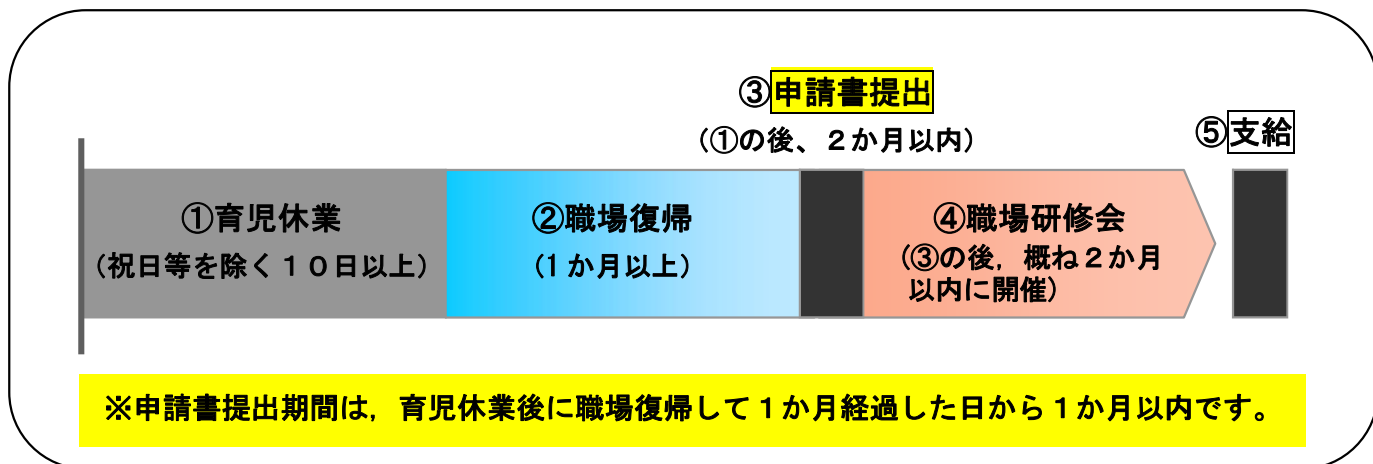 ③申請書提出
（①の後、２か月以内）
⑤支給
①育児休業
（祝日等を除く１０日以上）
②職場復帰
（1 か月以上）
④職場研修会
（③の後，概ね２か月
以内に開催）
※申請書提出期間は，育児休業後に職場復帰して１か月経過した日から１か月以内です。